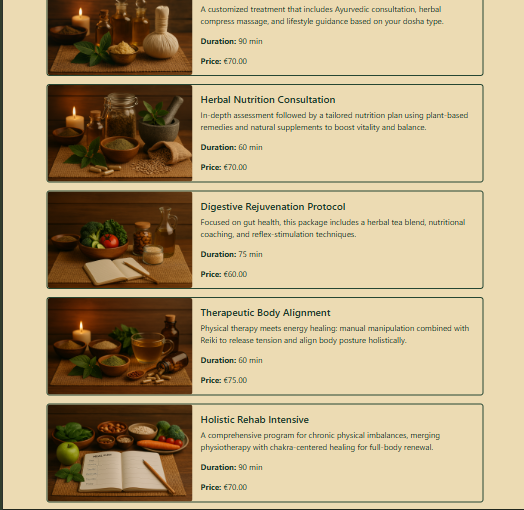 A customized treatment that includes Ayurvedic consultation, herbal
compress massage, and lifestyle guidance based on your dosha type.
Duration: 90 min
Price: €70.00
Herbal Nutrition Consultation
In-depth assessment followed by a tailored nutrition plan using plant-based
remedies and natural supplements to boost vitality and balance.
Duration: 60 min
Price: €70.00
Digestive Rejuvenation Protocol
Focused on gut health, this package includes a herbal tea blend, nutritional
coaching, and reflex-stimulation techniques.
Duration: 75 min
Price: €60.00
Therapeutic Body Alignment
Physical therapy meets energy healing: manual manipulation combined with
Reiki to release tension and align body posture holistically.
Duration: 60 min
Price: €75.00
Holistic Rehab Intensive
A comprehensive program for chronic physical imbalances, merging
physiotherapy with chakra-centered healing for full-body renewal.
Duration: 90 min
Price: €70.00